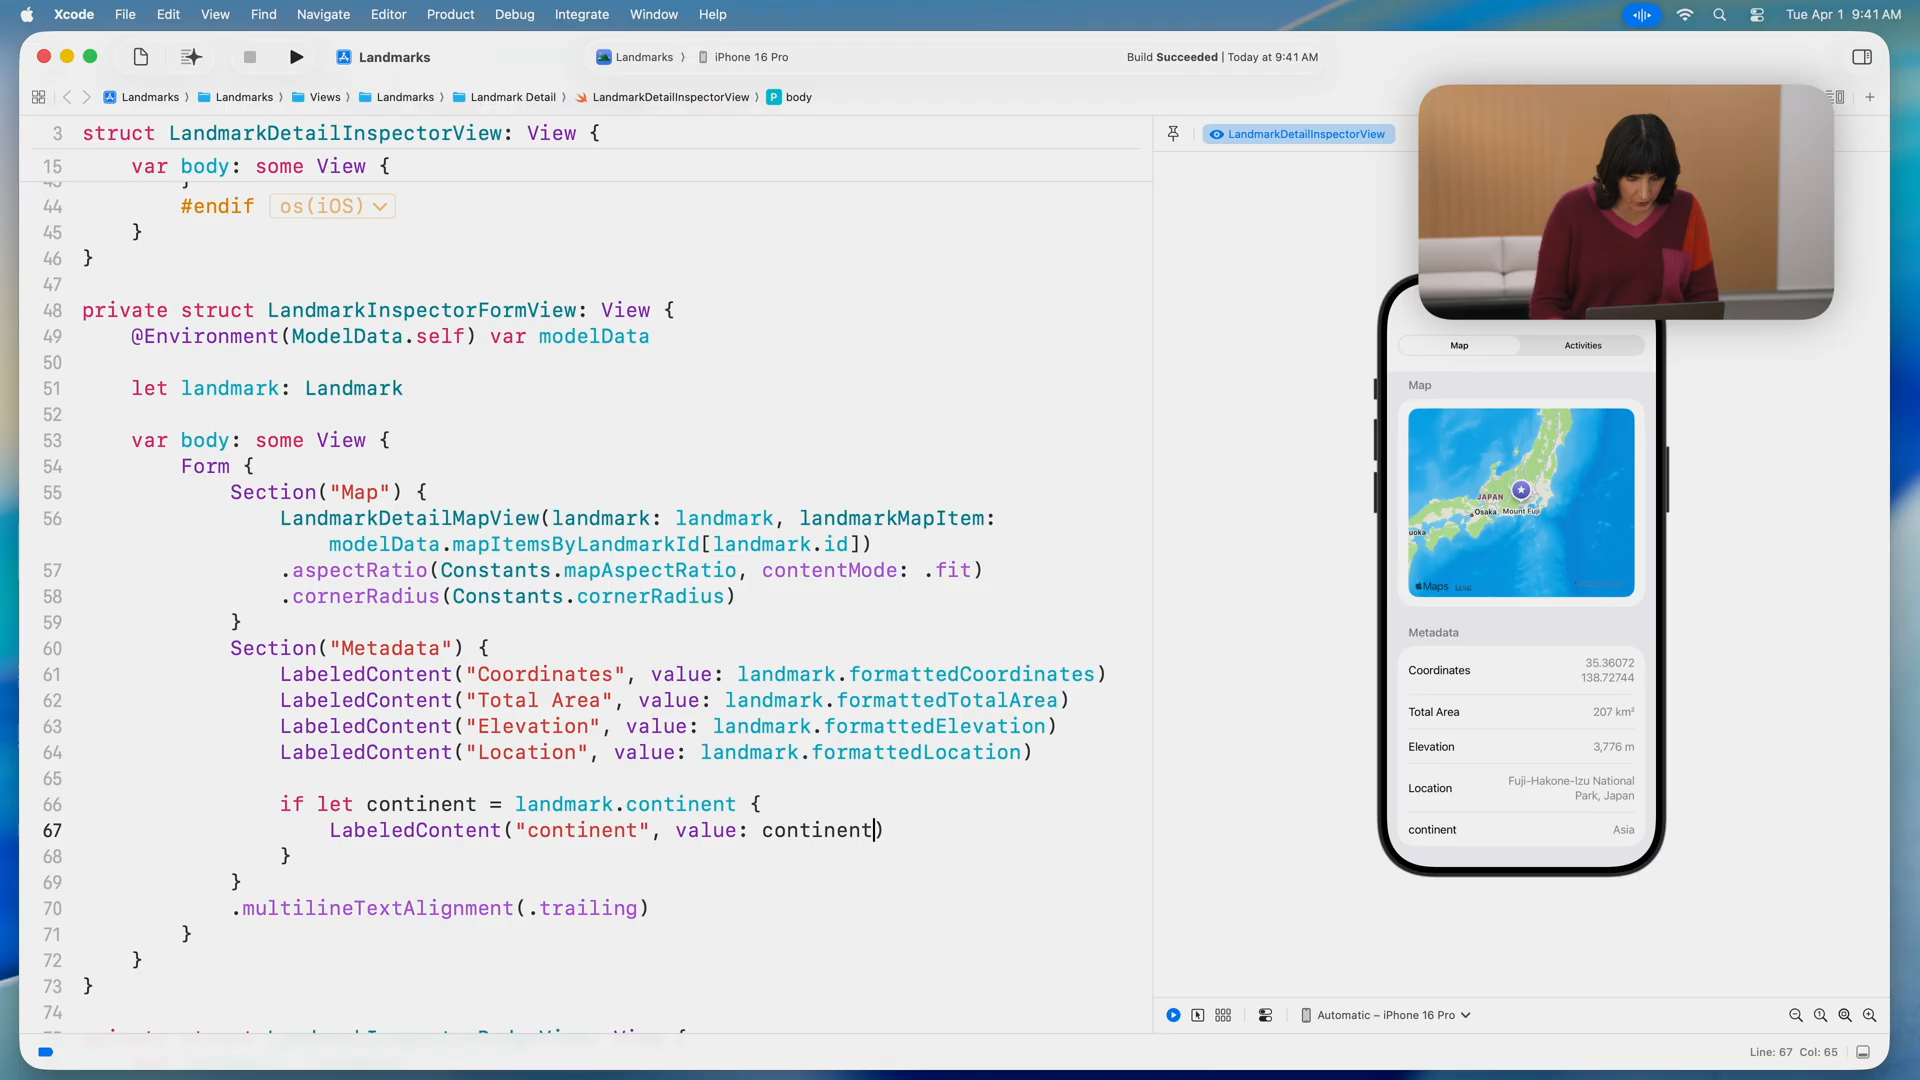 Xcode File Edit View Find Navigate Editor Product Debug Integrate Window Help Tue Apr 1 9:41 AM
Landmarks Landmarks 〉 iPhone 16 Pro Build Succeeded | Today at 9:41 AM
Landmarks 〉 Landmarks 〉 Views 〉 Landmarks 〉 Landmark Detail 〉 LandmarkDetailInspectorView 〉 P body
3 struct LandmarkDetailInspectorView: View {
15 var body: some View {
44 #endif os(iOS)
45 }
46 }
47
48 private struct LandmarkInspectorFormView: View {
49 @Environment(ModelData.self) var modelData
50
51 let landmark: Landmark
52
53 var body: some View {
54 Form {
55 Section("Map") {
56 LandmarkDetailMapView(landmark: landmark, landmarkMapItem:
modelData.mapItemsByLandmarkId[landmark.id])
57 .aspectRatio(Constants.mapAspectRatio, contentMode: .fit)
58 .cornerRadius(Constants.cornerRadius)
59 }
60 Section("Metadata") {
61 LabeledContent("Coordinates", value: landmark.formattedCoordinates)
62 LabeledContent("Total Area", value: landmark.formattedTotalArea)
63 LabeledContent("Elevation", value: landmark.formattedElevation)
64 LabeledContent("Location", value: landmark.formattedLocation)
65
66 if let continent = landmark.continent {
67 LabeledContent("continent", value: continent)
68 }
69 }
70 .multilineTextAlignment(.trailing)
71 }
72 }
73 }
74
LandmarkDetailInspectorView
Map Activities
Map
JAPAN
Osaka Mount Fuji
uoka
Maps
Metadata
Coordinates 35.36072
138.72744
Total Area 207 km²
Elevation 3,776 m
Location Fuji-Hakone-Izu National
Park, Japan
continent Asia
Automatic – iPhone 16 Pro
Line: 67 Col: 65